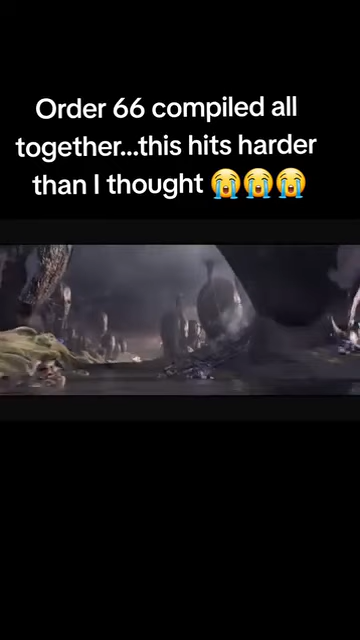 Order 66 compiled all
together...this hits harder
than I thought 😭😭😭